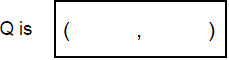 Q is ( , )